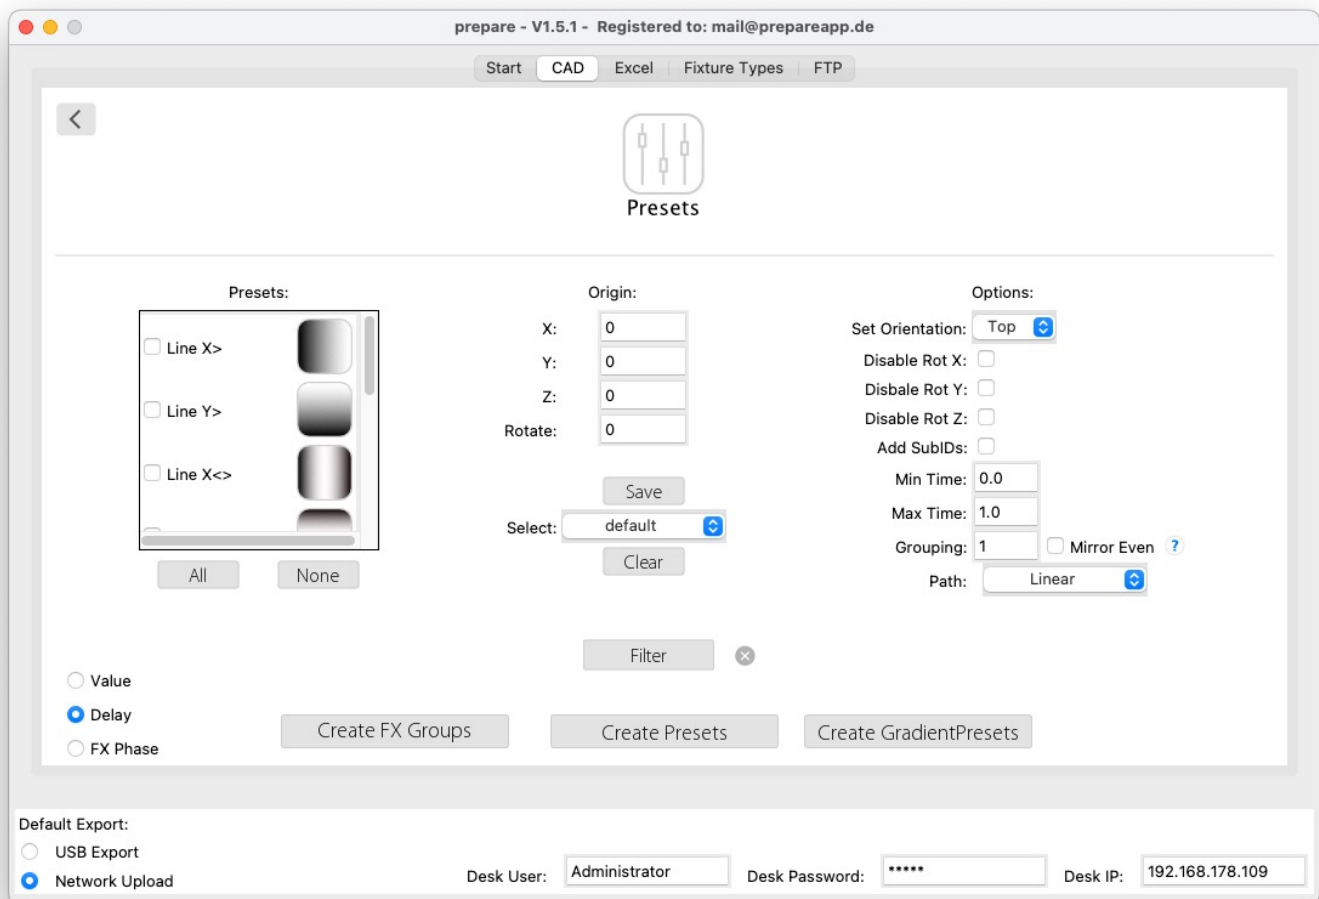 prepare - V1.5.1 - Registered to: mail@prepareapp.de
Start CAD Excel Fixture Types FTP
Presets
Presets:
Line X>
Line Y>
Line X<>
All None
Origin:
X: 0
Y: 0
Z: 0
Rotate: 0
Save
Select: default
Clear
Options:
Set Orientation: Top
Disable Rot X:
Disbale Rot Y:
Disable Rot Z:
Add SubIDs:
Min Time: 0.0
Max Time: 1.0
Grouping: 1 Mirror Even ?
Path: Linear
Filter
Value
Delay
FX Phase
Create FX Groups Create Presets Create GradientPresets
Default Export:
USB Export
Network Upload
Desk User: Administrator Desk Password: ***** Desk IP: 192.168.178.109